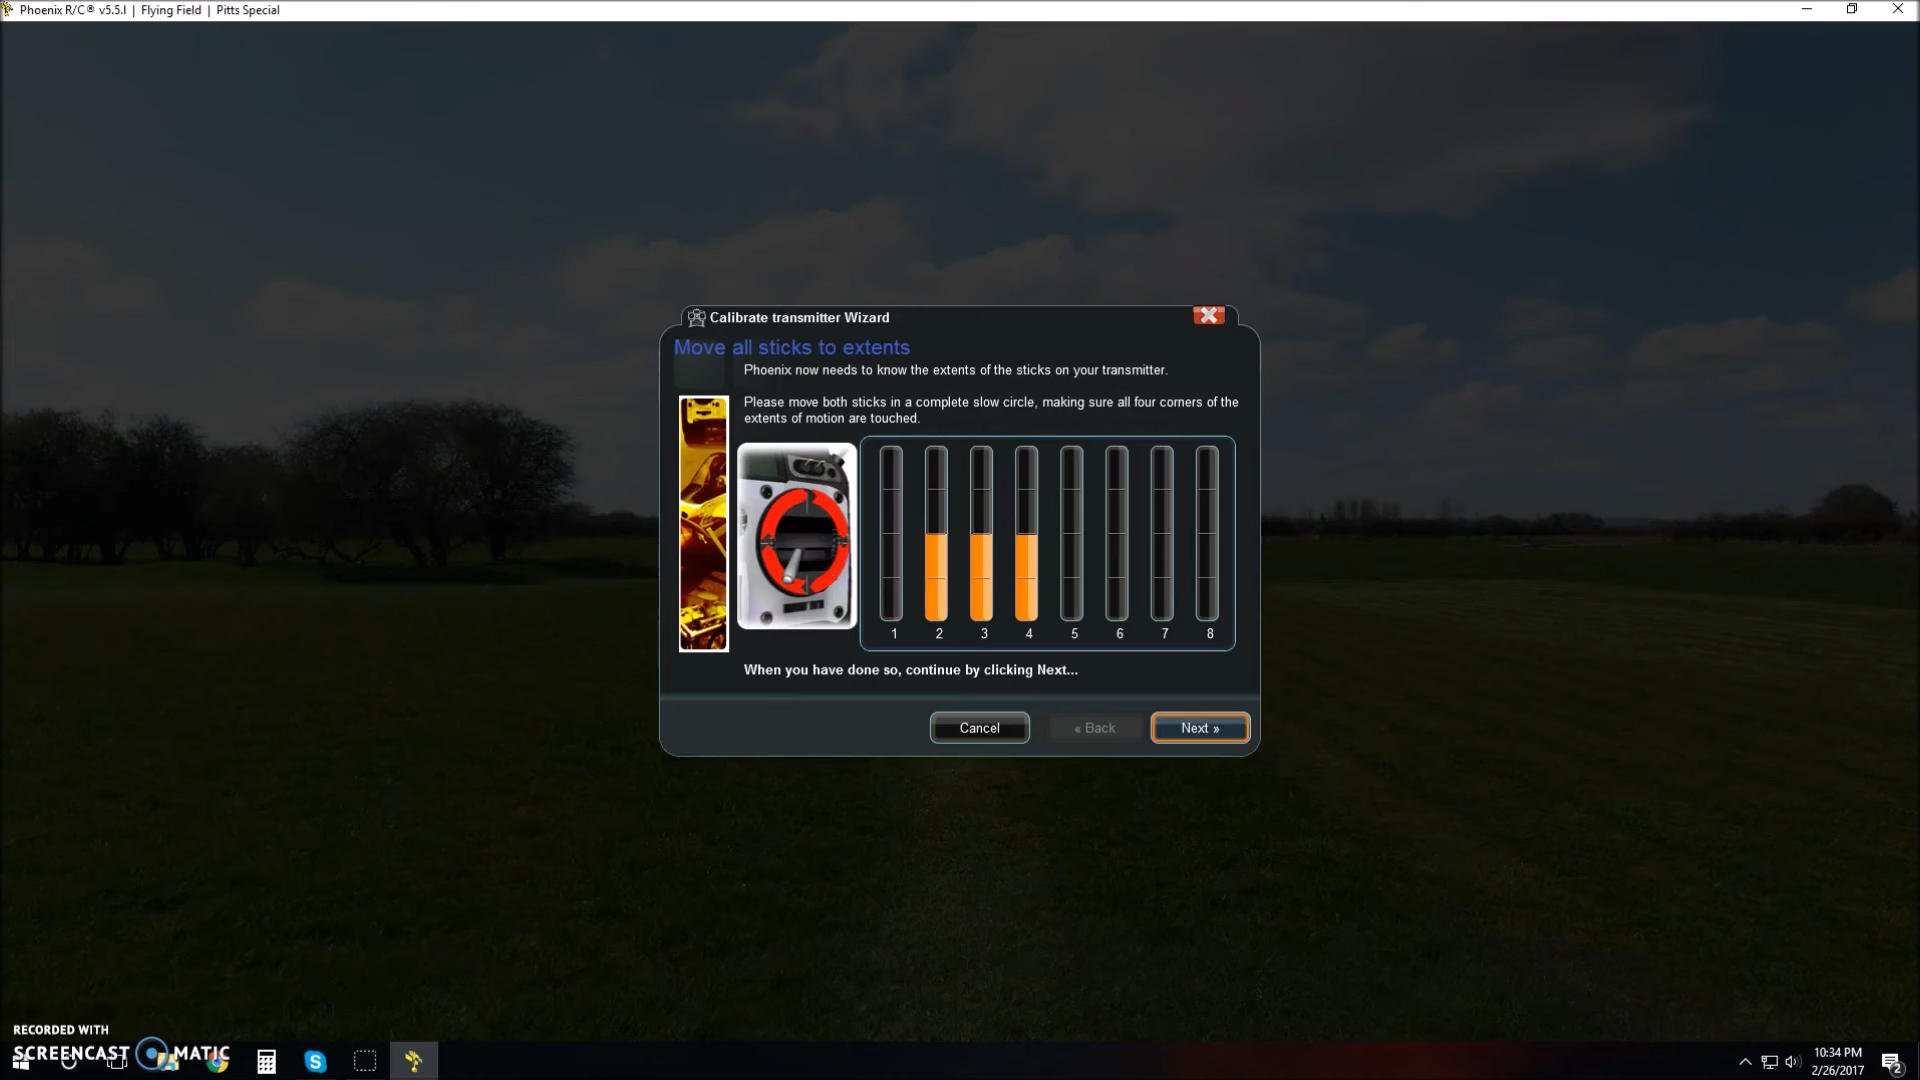 Phoenix R/C® v5.5.l | Flying Field | Pitts Special
Calibrate transmitter Wizard
Move all sticks to extents
Phoenix now needs to know the extents of the sticks on your transmitter.
Please move both sticks in a complete slow circle, making sure all four corners of the
extents of motion are touched.
1 2 3 4 5 6 7 8
When you have done so, continue by clicking Next...
Cancel « Back Next »
RECORDED WITH
SCREENCAST MATIC
10:34 PM
2/26/2017
2